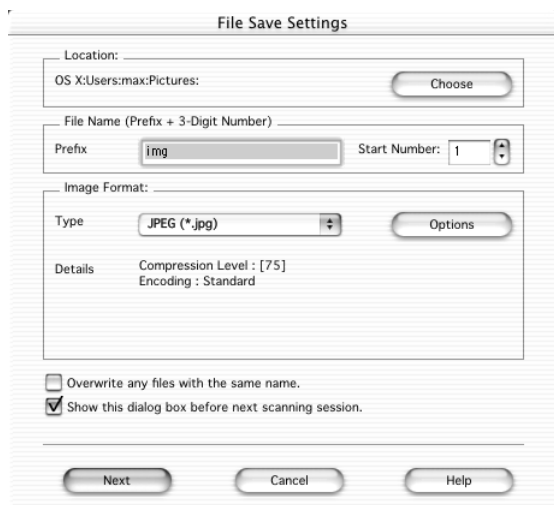 File Save Settings
Location:
OS X:Users:max:Pictures:
Choose
File Name (Prefix + 3-Digit Number)
Prefix
img
Start Number:
1
Image Format:
Type
JPEG (*.jpg)
Options
Details
Compression Level : [75]
Encoding : Standard
Overwrite any files with the same name.
Show this dialog box before next scanning session.
Next
Cancel
Help